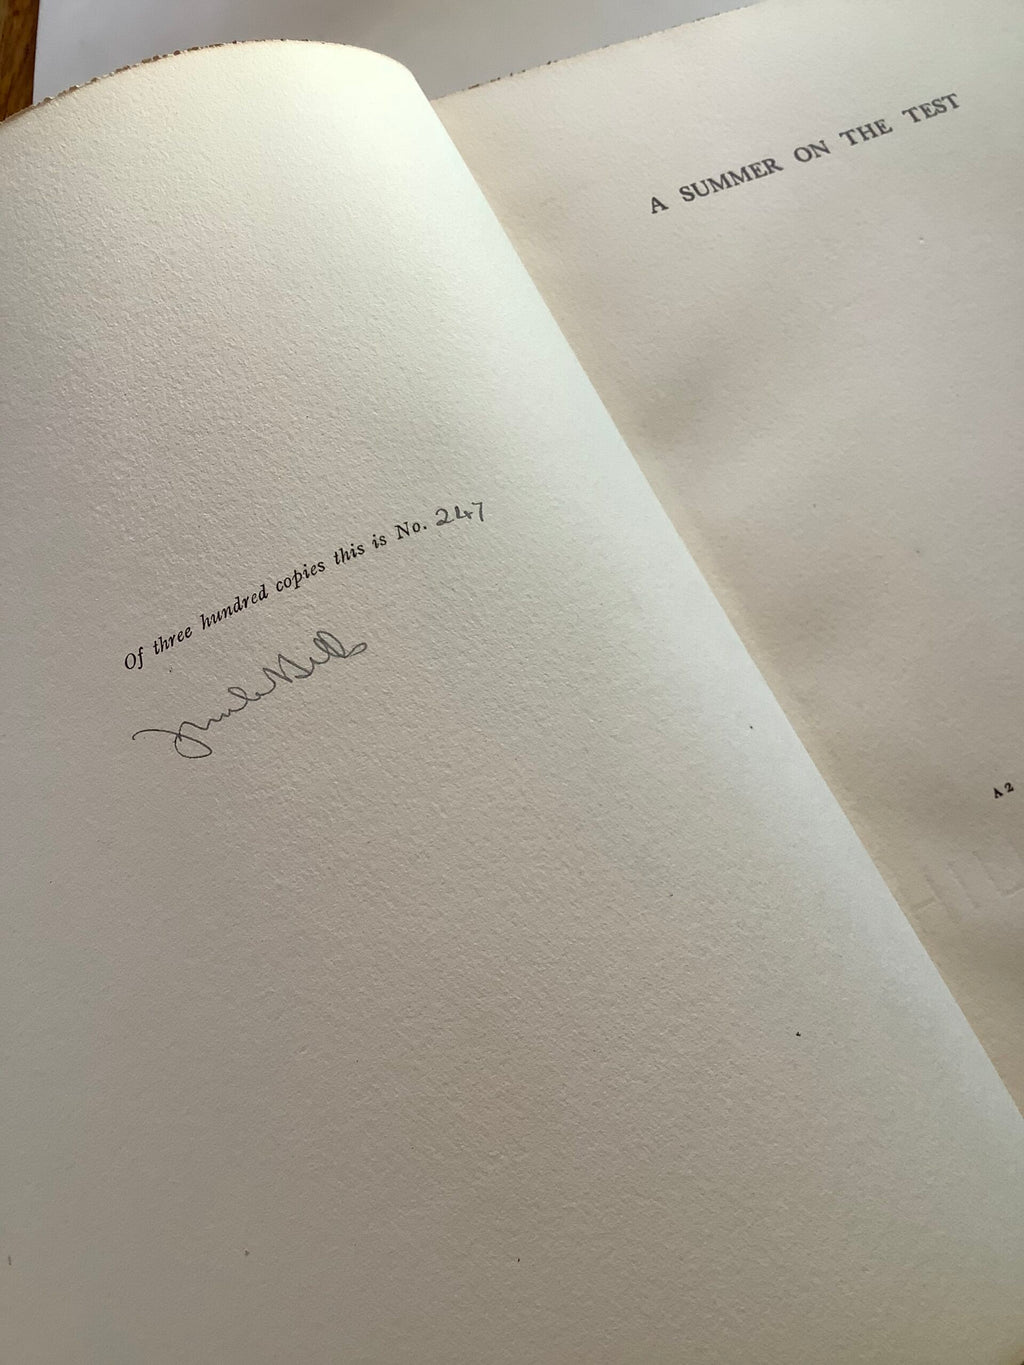 Of three hundred copies this is No. 247
A SUMMER ON THE TEST
A 2